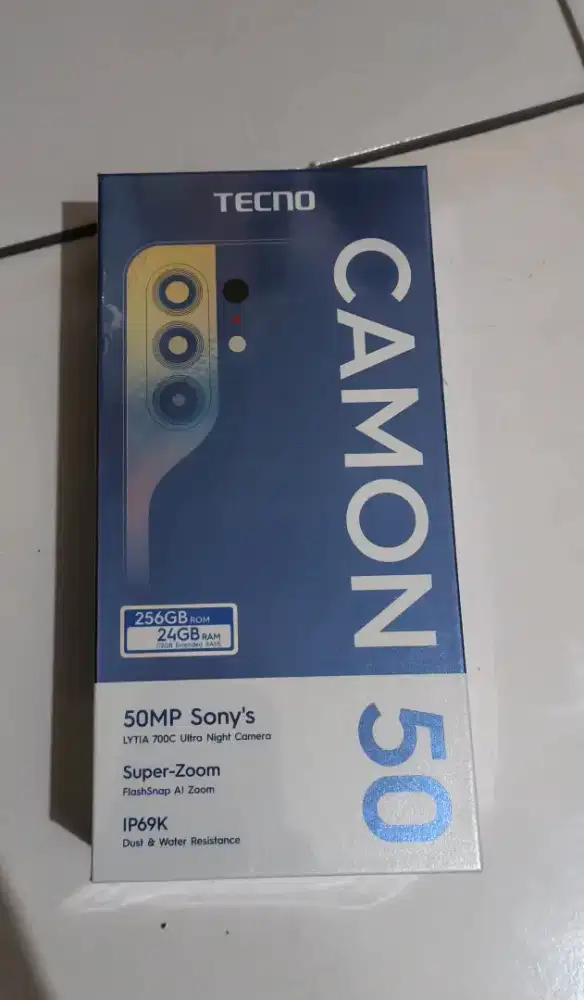 TECNO
CAMON 50
256GB ROM
24GB RAM
50MP Sony's
LYTIA 700C Ultra Night Camera
Super-Zoom
FlashSnap AI Zoom
IP69K
Dust & Water Resistance